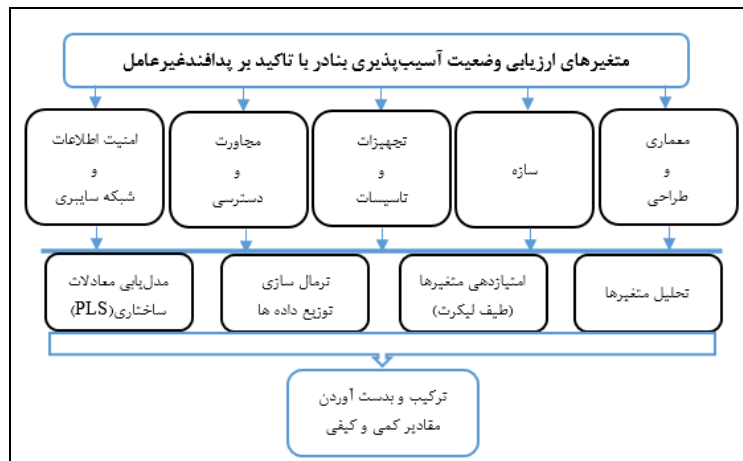 متغیرهای ارزیابی وضعیت آسیب‌پذیری بنادر با تاکید بر پدافندغیرعامل
معماری
و
طراحی
سازه
تجهیزات
و
تاسیسات
مجاورت
و
دسترسی
امنیت اطلاعات
و
شبکه سایبری
تحلیل متغیرها
امتیازدهی متغیرها
(طیف لیکرت)
ترمال سازی
توزیع داده ها
مدل‌یابی معادلات
ساختاری(PLS)
ترکیب و بدست آوردن
مقادیر کمی و کیفی